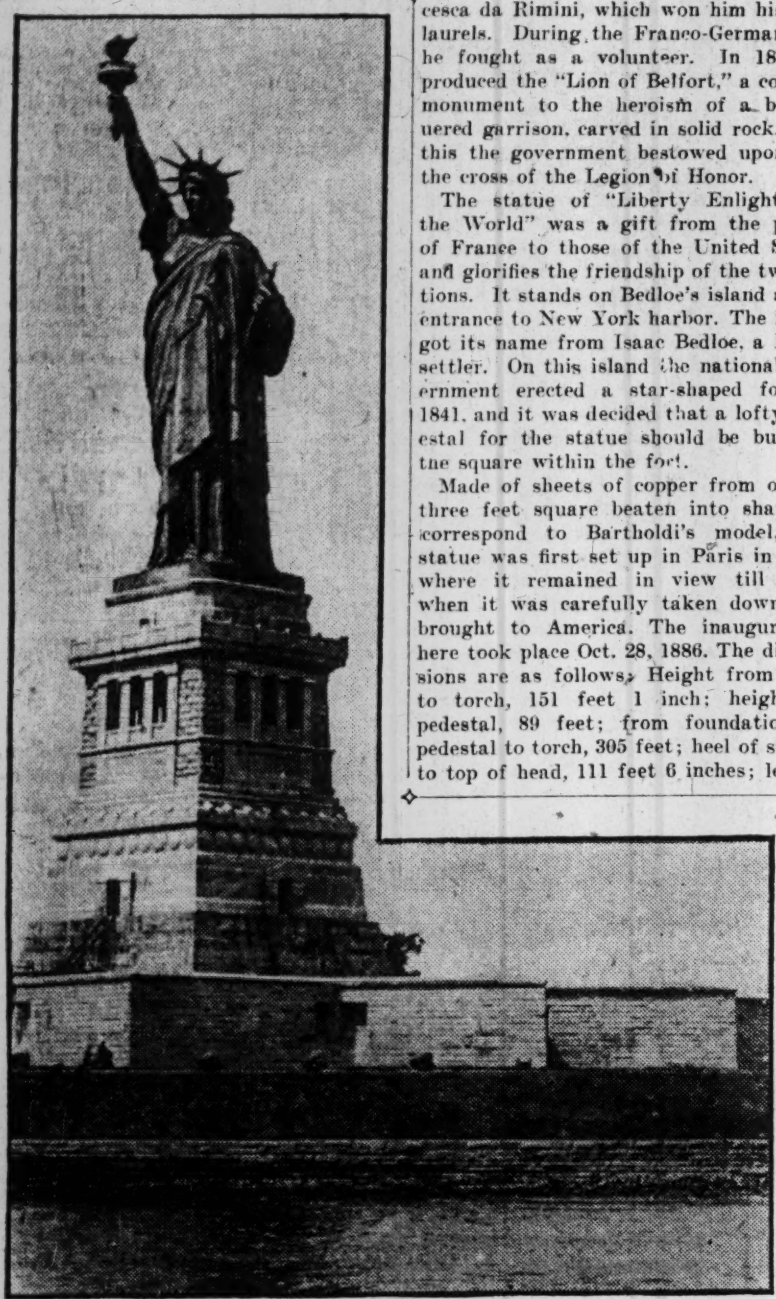 cesca da Rimini, which won him hi
laurels. During the Franco-Germa
he fought as a volunteer. In 18
produced the "Lion of Belfort," a co
monument to the heroism of a b
uered garrison, carved in solid rock.
this the government bestowed upo
the cross of the Legion of Honor.
The statue of "Liberty Enlight
the World" was a gift from the p
of France to those of the United S
and glorifies the friendship of the tw
tions. It stands on Bedloe's island a
entrance to New York harbor. The
got its name from Isaac Bedloe, a
settler. On this island the nationa
ernment erected a star-shaped fo
1841, and it was decided that a lofty
estal for the statue should be bu
tne square within the fort.
Made of sheets of copper from o
three feet square beaten into sha
correspond to Bartholdi's model,
statue was first set up in Paris in
where it remained in view till
when it was carefully taken down
brought to America. The inaugur
here took place Oct. 28, 1886. The di
sions are as follows: Height from
to torch, 151 feet 1 inch; heigh
pedestal, 89 feet; from foundatio
pedestal to torch, 305 feet; heel of s
to top of head, 111 feet 6 inches; le